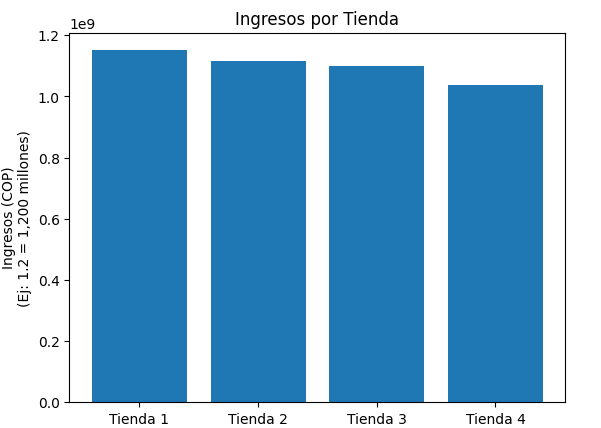 Ingresos por Tienda
1e9
1.2
1.0
0.8
0.6
0.4
0.2
0.0
Ingresos (COP)
(Ej: 1.2 = 1,200 millones)
Tienda 1
Tienda 2
Tienda 3
Tienda 4